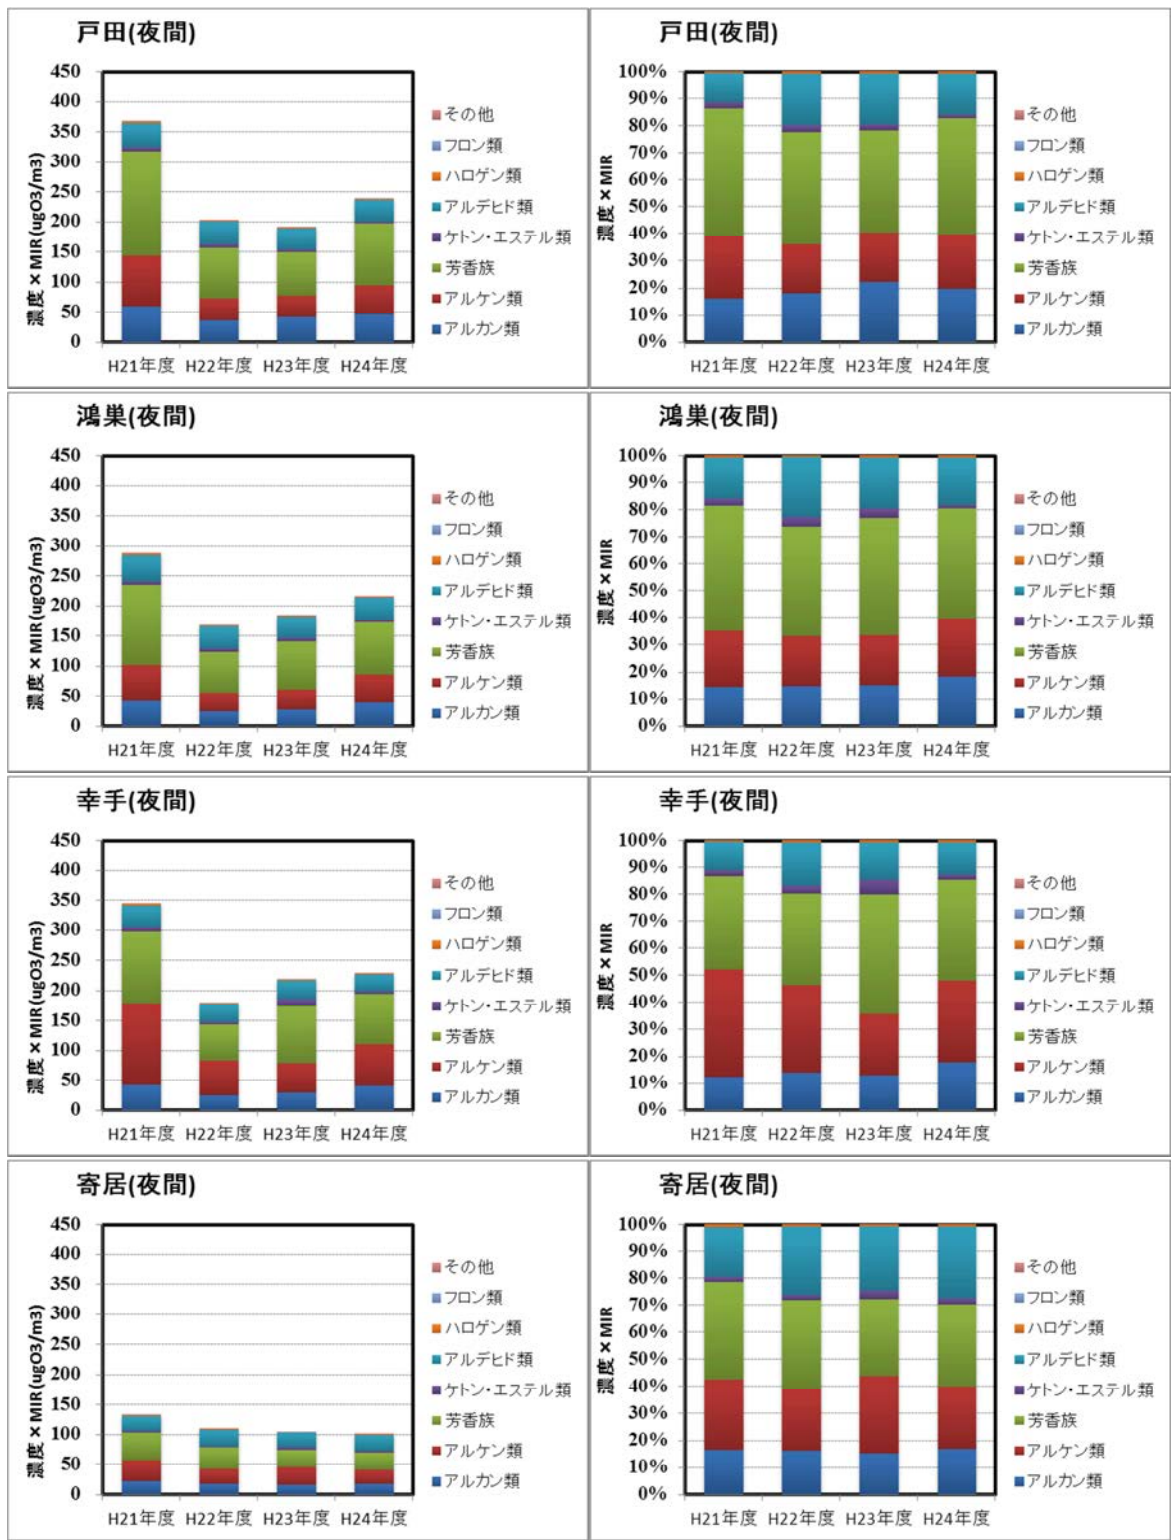 戸田(夜間)
濃度×MIR(ugO3/m3)
450
400
350
300
250
200
150
100
50
0
H21年度 H22年度 H23年度 H24年度
その他
フロン類
ハロゲン類
アルデヒド類
ケトン・エステル類
芳香族
アルケン類
アルカン類
戸田(夜間)
濃度×MIR
100%
90%
80%
70%
60%
50%
40%
30%
20%
10%
0%
H21年度 H22年度 H23年度 H24年度
その他
フロン類
ハロゲン類
アルデヒド類
ケトン・エステル類
芳香族
アルケン類
アルカン類
鴻巣(夜間)
濃度×MIR(ugO3/m3)
450
400
350
300
250
200
150
100
50
0
H21年度 H22年度 H23年度 H24年度
その他
フロン類
ハロゲン類
アルデヒド類
ケトン・エステル類
芳香族
アルケン類
アルカン類
鴻巣(夜間)
濃度×MIR
100%
90%
80%
70%
60%
50%
40%
30%
20%
10%
0%
H21年度 H22年度 H23年度 H24年度
その他
フロン類
ハロゲン類
アルデヒド類
ケトン・エステル類
芳香族
アルケン類
アルカン類
幸手(夜間)
濃度×MIR(ugO3/m3)
450
400
350
300
250
200
150
100
50
0
H21年度 H22年度 H23年度 H24年度
その他
フロン類
ハロゲン類
アルデヒド類
ケトン・エステル類
芳香族
アルケン類
アルカン類
幸手(夜間)
濃度×MIR
100%
90%
80%
70%
60%
50%
40%
30%
20%
10%
0%
H21年度 H22年度 H23年度 H24年度
その他
フロン類
ハロゲン類
アルデヒド類
ケトン・エステル類
芳香族
アルケン類
アルカン類
寄居(夜間)
濃度×MIR(ugO3/m3)
450
400
350
300
250
200
150
100
50
0
H21年度 H22年度 H23年度 H24年度
その他
フロン類
ハロゲン類
アルデヒド類
ケトン・エステル類
芳香族
アルケン類
アルカン類
寄居(夜間)
濃度×MIR
100%
90%
80%
70%
60%
50%
40%
30%
20%
10%
0%
H21年度 H22年度 H23年度 H24年度
その他
フロン類
ハロゲン類
アルデヒド類
ケトン・エステル類
芳香族
アルケン類
アルカン類